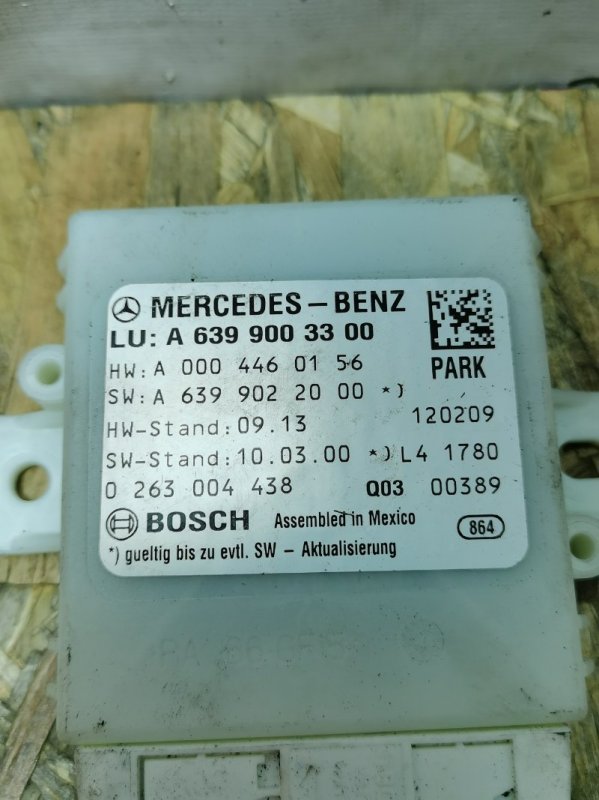 MERCEDES-BENZ
LU: A 639 900 33 00
HW: A 000 446 01 56
PARK
SW: A 639 902 20 00 *)
HW-Stand: 09.13 120209
SW-Stand: 10.03.00 *) L4 1780
0 263 004 438 Q03 00389
BOSCH Assembled in Mexico 864
*) gueltig bis zu evtl. SW - Aktualisierung